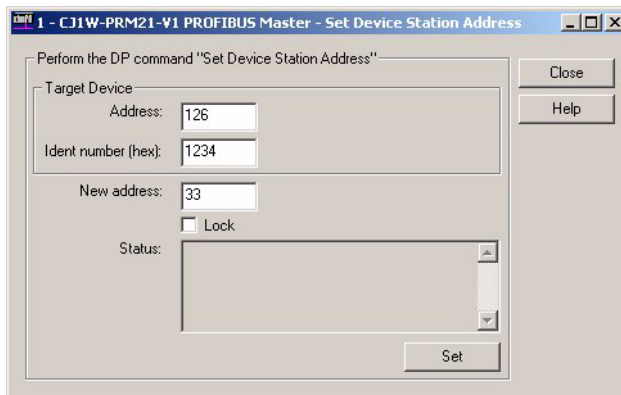 1 - CJ1W-PRM21-V1 PROFIBUS Master - Set Device Station Address
Perform the DP command "Set Device Station Address"
Close
Target Device
Address: 126
Help
Ident number (hex): 1234
New address: 33
Lock
Status:
Set